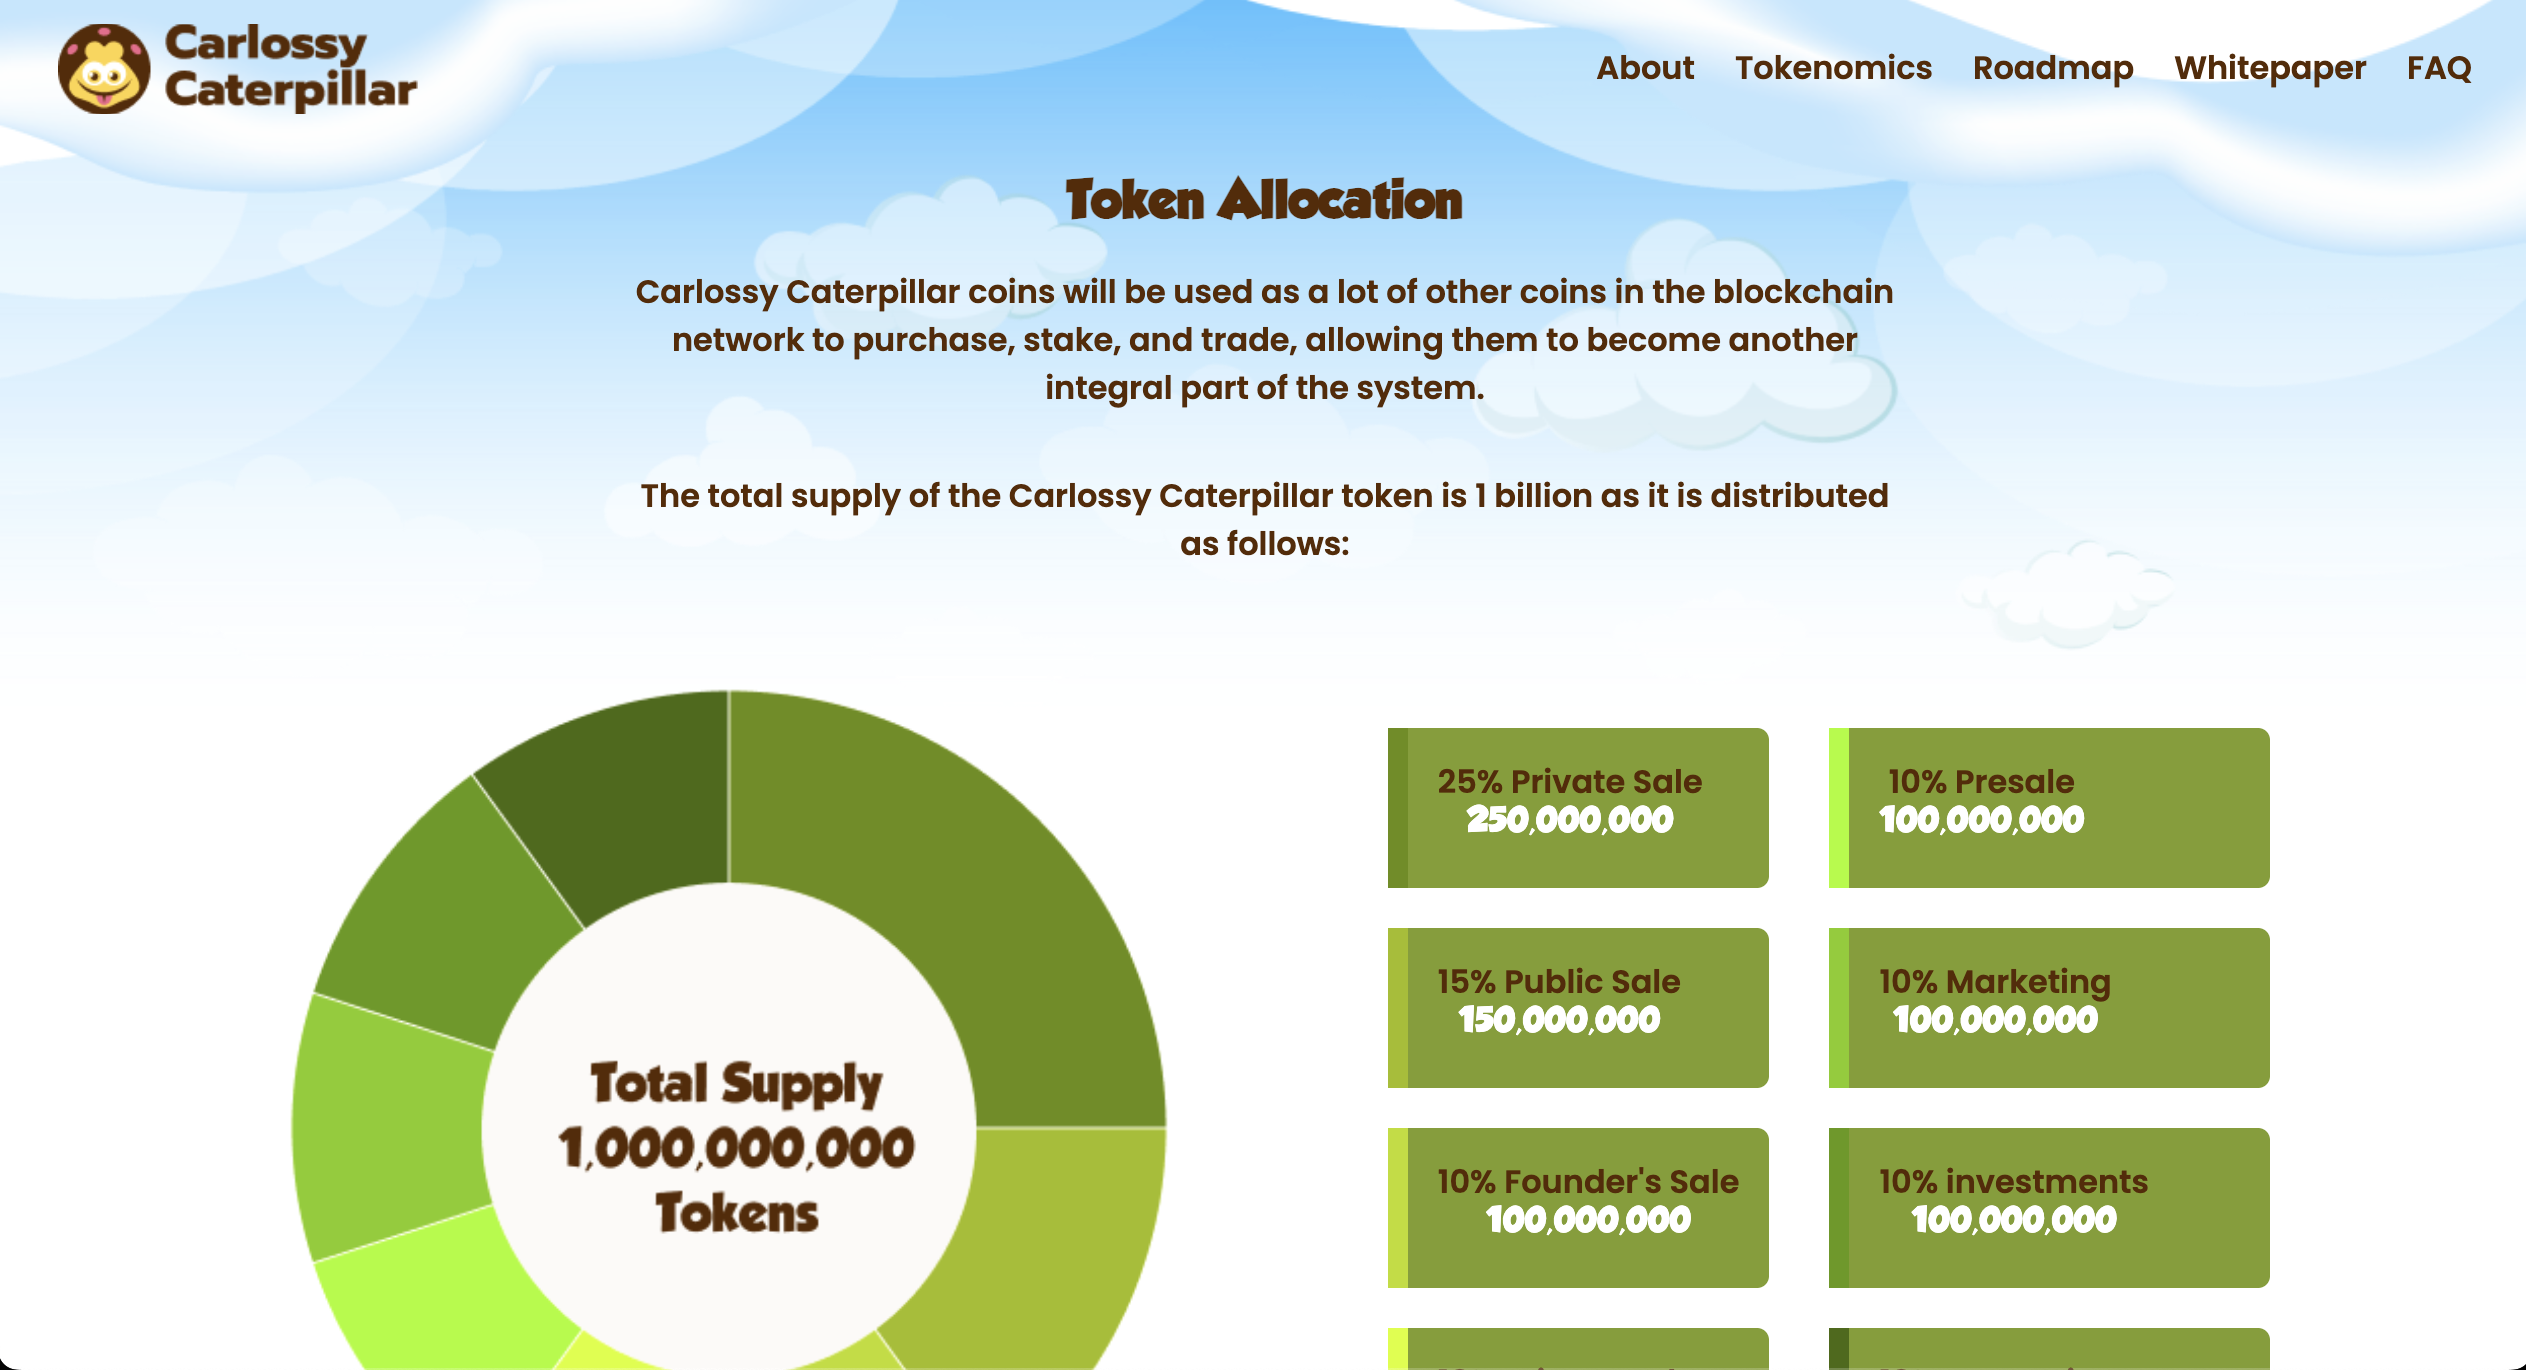 Carlossy
Caterpillar
About Tokenomics Roadmap Whitepaper FAQ
Token Allocation
Carlossy Caterpillar coins will be used as a lot of other coins in the blockchain
network to purchase, stake, and trade, allowing them to become another
integral part of the system.
The total supply of the Carlossy Caterpillar token is 1 billion as it is distributed
as follows:
Total Supply
1,000,000,000
Tokens
25% Private Sale
250,000,000
10% Presale
100,000,000
15% Public Sale
150,000,000
10% Marketing
100,000,000
10% Founder's Sale
100,000,000
10% investments
100,000,000